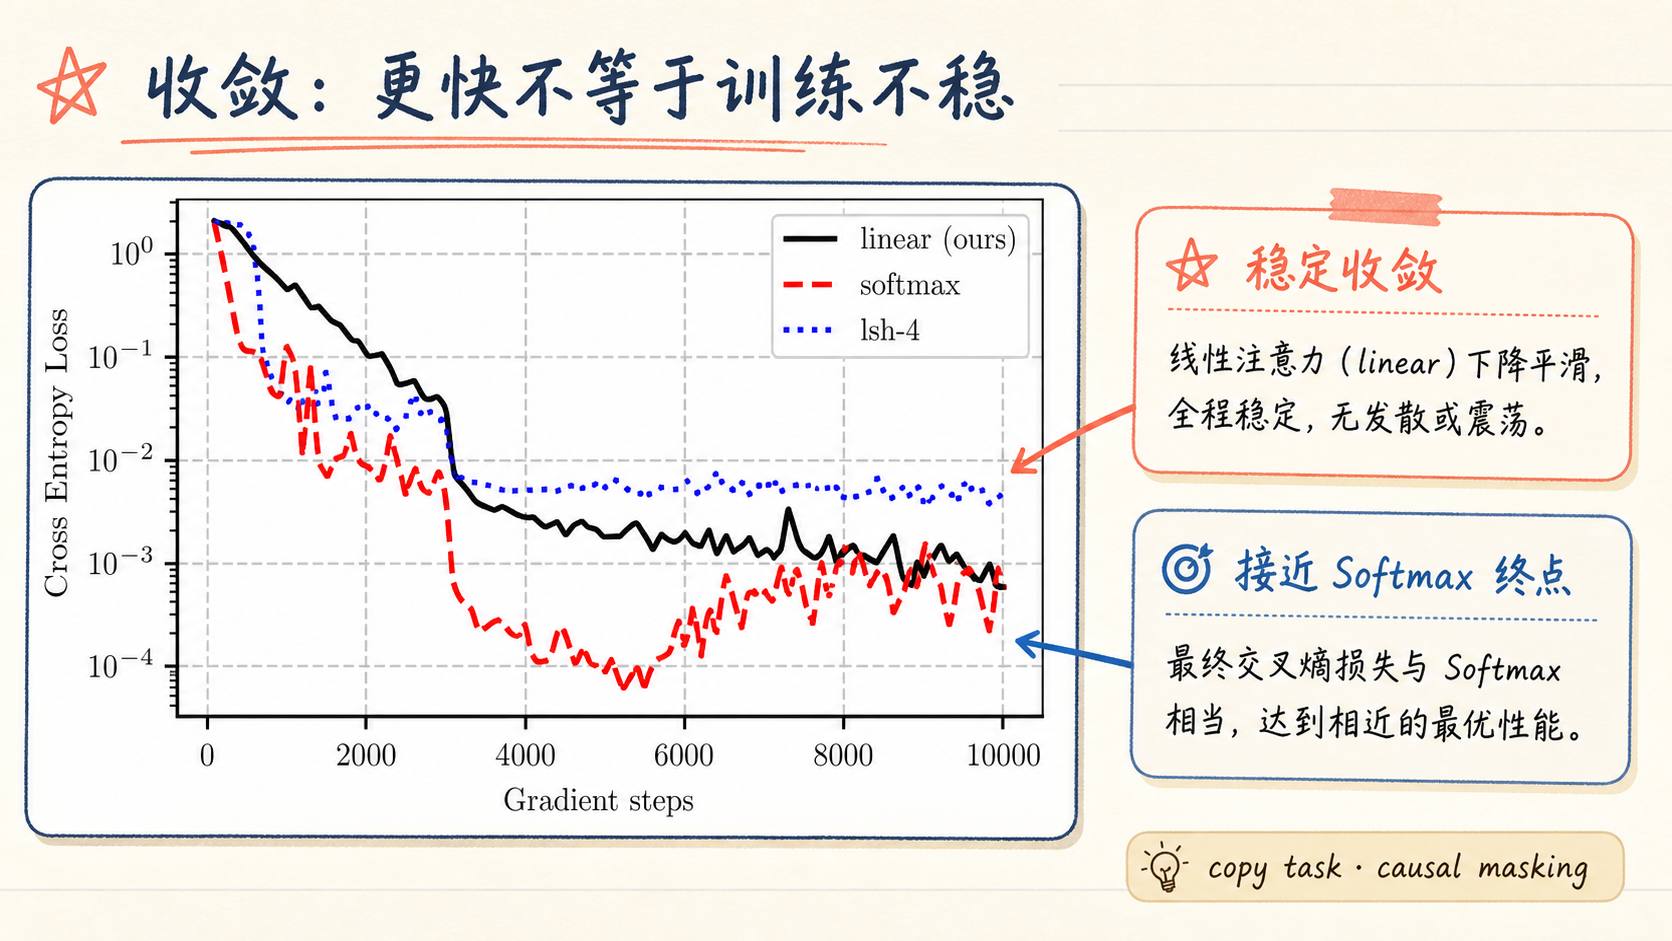 收敛：更快不等于训练不稳
linear (ours)
softmax
lsh-4
10⁰
10⁻¹
10⁻²
10⁻³
10⁻⁴
Cross Entropy Loss
0 2000 4000 6000 8000 10000
Gradient steps
稳定收敛
线性注意力 (linear) 下降平滑,
全程稳定, 无发散或震荡。
接近 Softmax 终点
最终交叉熵损失与 Softmax
相当, 达到相近的最优性能。
copy task · causal masking